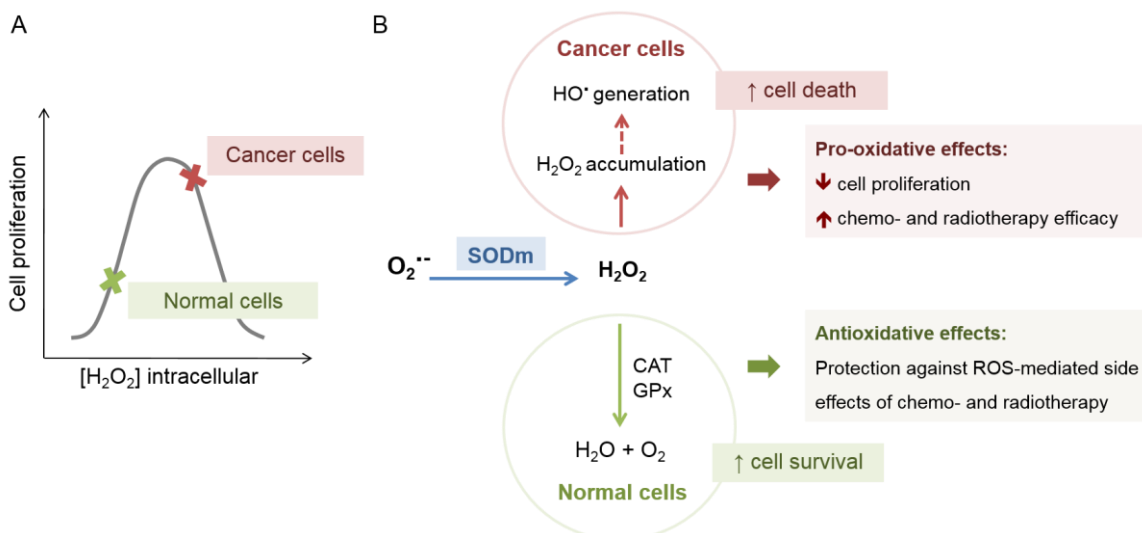 A
Cell proliferation
Cancer cells
Normal cells
[H₂O₂] intracellular
B
Cancer cells
HO• generation
H₂O₂ accumulation
↑ cell death
Pro-oxidative effects:
↓ cell proliferation
↑ chemo- and radiotherapy efficacy
O₂•−
SODm
H₂O₂
CAT
GPx
H₂O + O₂
Normal cells
↑ cell survival
Antioxidative effects:
Protection against ROS-mediated side
effects of chemo- and radiotherapy